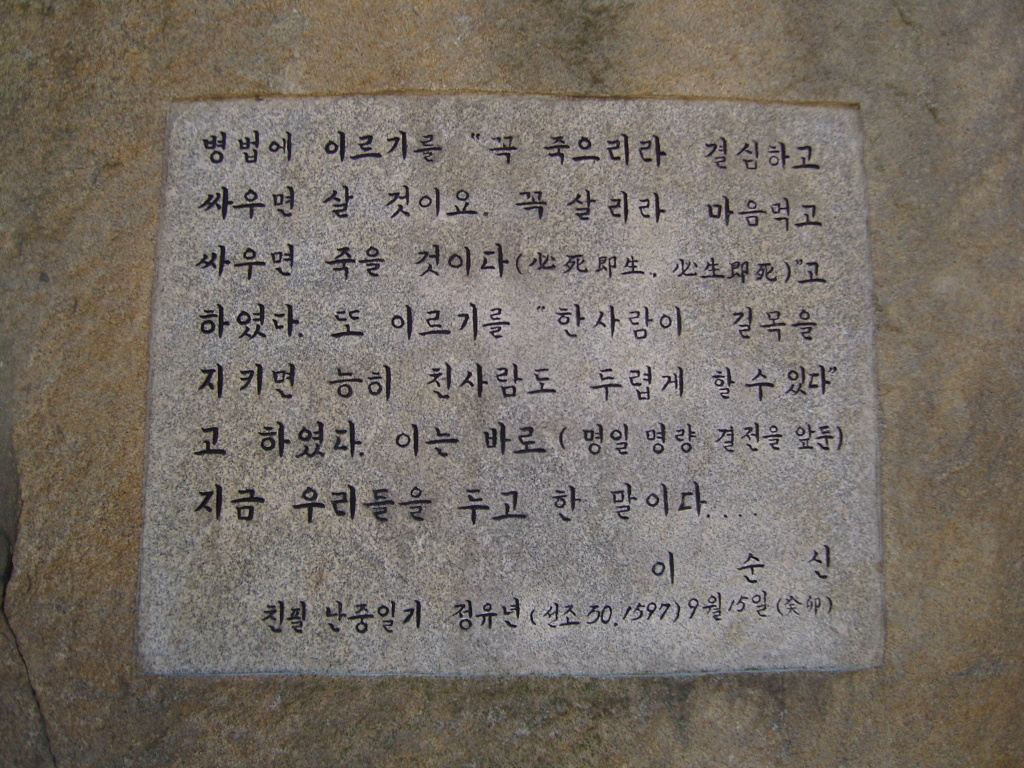 병법에 이르기를 "꼭 죽으리라 결심하고
싸우면 살 것이요. 꼭 살리라 마음먹고
싸우면 죽을 것이다(必死即生. 必生即死)"고
하였다. 또 이르기를 "한사람이 길목을
지키면 능히 천사람도 두렵게 할 수 있다"
고 하였다. 이는 바로 (명일 명량 결전을 앞둔)
지금 우리들을 두고 한 말이다....
이 순 신
친필 난중일기 정유년(선조 30.1597) 9월 15일 (癸卯)